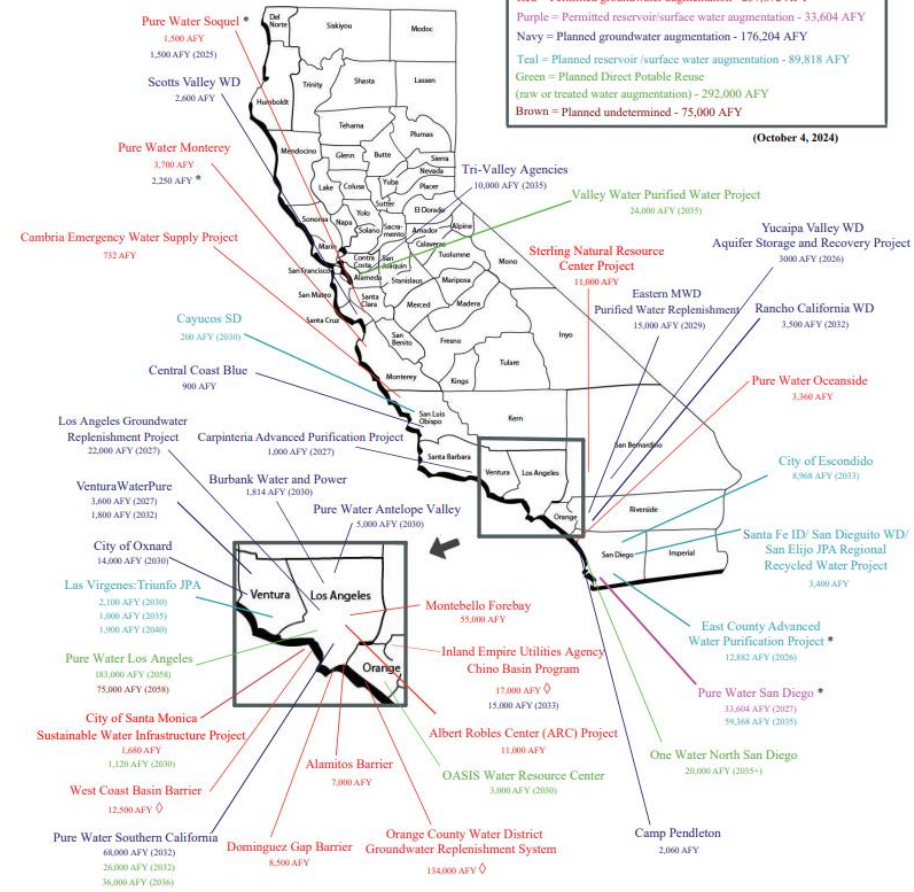 Purple = Permitted reservoir/surface water augmentation - 33,604 AFY
Navy = Planned groundwater augmentation - 176,204 AFY
Teal = Planned reservoir /surface water augmentation - 89,818 AFY
Green = Planned Direct Potable Reuse
(raw or treated water augmentation) - 292,000 AFY
Brown = Planned undetermined - 75,000 AFY
(October 4, 2024)
Pure Water Soquel *
1,500 AFY
1,500 AFY (2025)
Scotts Valley WD
2,600 AFY
Pure Water Monterey
3,700 AFY
2,250 AFY *
Cambria Emergency Water Supply Project
732 AFY
Cayucos SD
200 AFY (2030)
Central Coast Blue
900 AFY
Los Angeles Groundwater
Replenishment Project
22,000 AFY (2027)
Carpinteria Advanced Purification Project
1,000 AFY (2027)
VenturaWaterPure
3,600 AFY (2027)
1,800 AFY (2032)
Burbank Water and Power
1,814 AFY (2030)
Pure Water Antelope Valley
5,000 AFY (2030)
City of Oxnard
14,000 AFY (2030)
Las Virgenes:Triunfo JPA
2,100 AFY (2030)
1,000 AFY (2035)
1,900 AFY (2040)
Pure Water Los Angeles
183,000 AFY (2058)
75,000 AFY (2058)
City of Santa Monica
Sustainable Water Infrastructure Project
1,680 AFY
1,120 AFY (2030)
West Coast Basin Barrier
12,500 AFY ◊
Pure Water Southern California
68,000 AFY (2032)
26,000 AFY (2032)
36,000 AFY (2036)
Dominguez Gap Barrier
8,500 AFY
Alamitos Barrier
7,000 AFY
Orange County Water District
Groundwater Replenishment System
134,000 AFY ◊
OASIS Water Resource Center
3,000 AFY (2030)
Albert Robles Center (ARC) Project
11,000 AFY
Inland Empire Utilities Agency
Chino Basin Program
17,000 AFY ◊
15,000 AFY (2033)
Montebello Forebay
55,000 AFY
Tri-Valley Agencies
10,000 AFY (2035)
Valley Water Purified Water Project
24,000 AFY (2035)
Sterling Natural Resource
Center Project
11,000 AFY
Yucaipa Valley WD
Aquifer Storage and Recovery Project
3000 AFY (2026)
Eastern MWD
Purified Water Replenishment
15,000 AFY (2029)
Rancho California WD
3,500 AFY (2032)
Pure Water Oceanside
3,360 AFY
City of Escondido
8,968 AFY (2033)
Santa Fe ID/ San Dieguito WD/
San Elijo JPA Regional
Recycled Water Project
3,400 AFY
East County Advanced
Water Purification Project *
12,882 AFY (2026)
Pure Water San Diego *
33,604 (2027)
59,368 AFY (2035)
One Water North San Diego
20,000 AFY (2035+)
Camp Pendleton
2,060 AFY
Del
Norte
Siskiyou
Modoc
Trinity
Shasta
Lassen
Humboldt
Tehama
Plumas
Mendocino
Glenn
Butte
Sierra
Nevada
Lake
Colusa
Yuba
Placer
Sutter
El Dorado
Sonoma
Napa
Yolo
Sacra-
mento
Amador
Alpine
Solano
Calaveras
Marin
Contra
Costa
San
Joaquin
Tuolumne
Mono
San Francisco
Alameda
Stanislaus
Mariposa
San Mateo
Santa
Clara
Merced
Madera
Santa Cruz
San
Benito
Fresno
Inyo
Monterey
Kings
Tulare
San Luis
Obispo
Kern
Santa Barbara
Ventura
Los Angeles
San Bernardino
Orange
Riverside
San Diego
Imperial
Ventura
Los Angeles
Orange